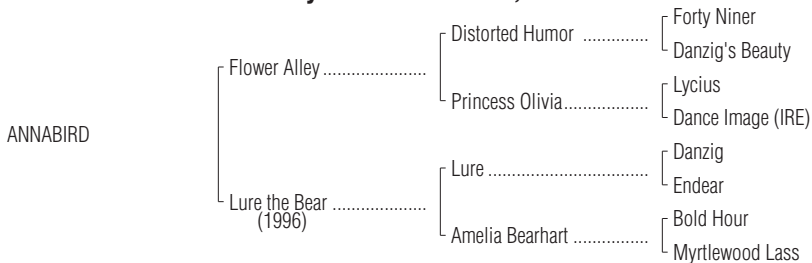 Forty Niner
Distorted Humor ..............
Danzig's Beauty
Flower Alley ......................
Lycius
Princess Olivia.................
Dance Image (IRE)
ANNABIRD
Danzig
Lure ................................
Endear
Lure the Bear ....................
(1996)
Bold Hour
Amelia Bearhart ................
Myrtlewood Lass